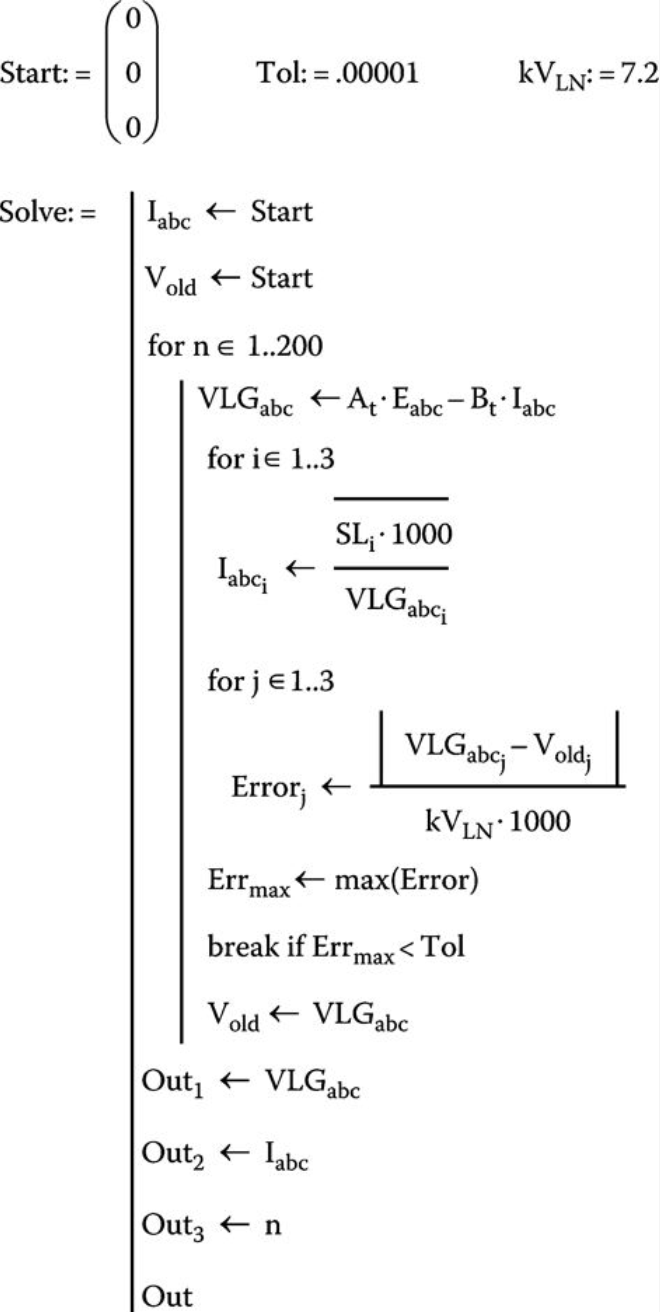 Start: = (0 0 0) Tol: = .00001 kV_LN: = 7.2
Solve: = I_abc ← Start
V_old ← Start
for n ∈ 1..200
VLG_abc ← A_t · E_abc – B_t · I_abc
for i∈ 1..3
I_abc_i ← SL_i · 1000 / VLG_abc_i
for j ∈1..3
Error_j ← | VLG_abc_j – V_old_j | / kV_LN · 1000
Err_max ← max(Error)
break if Err_max < Tol
V_old ← VLG_abc
Out_1 ← VLG_abc
Out_2 ← I_abc
Out_3 ← n
Out